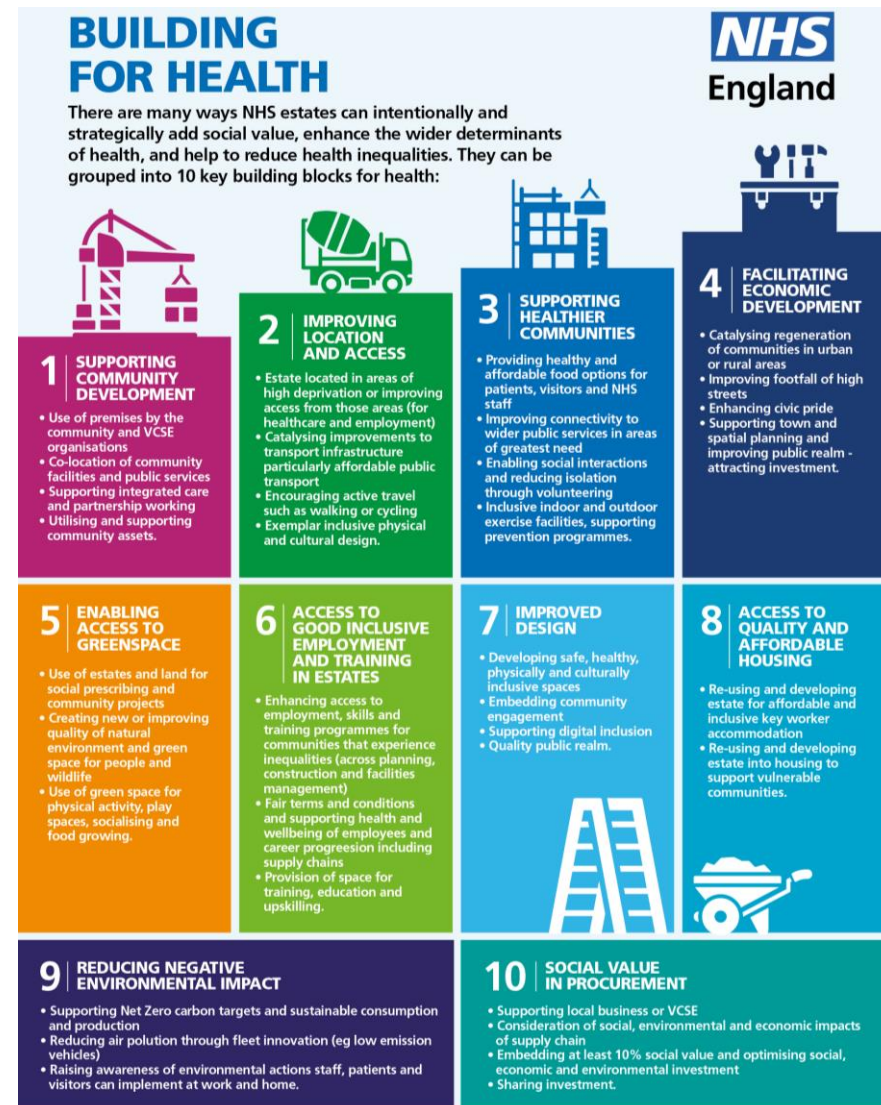 BUILDING
FOR HEALTH
NHS
England
There are many ways NHS estates can intentionally and
strategically add social value, enhance the wider determinants
of health, and help to reduce health inequalities. They can be
grouped into 10 key building blocks for health:
1
SUPPORTING
COMMUNITY
DEVELOPMENT
• Use of premises by the
community and VCSE
organisations
• Co-location of community
facilities and public services
• Supporting integrated care
and partnership working
• Utilising and supporting
community assets.
2
IMPROVING
LOCATION
AND ACCESS
• Estate located in areas of
high deprivation or improving
access from those areas (for
healthcare and employment)
• Catalysing improvements to
transport infrastructure
particularly affordable public
transport
• Encouraging active travel
such as walking or cycling
• Exemplar inclusive physical
and cultural design.
3
SUPPORTING
HEALTHIER
COMMUNITIES
• Providing healthy and
affordable food options for
patients, visitors and NHS
staff
• Improving connectivity to
wider public services in areas
of greatest need
• Enabling social interactions
and reducing isolation
through volunteering
• Inclusive indoor and outdoor
exercise facilities, supporting
prevention programmes.
4
FACILITATING
ECONOMIC
DEVELOPMENT
• Catalysing regeneration
of communities in urban
or rural areas
• Improving footfall of high
streets
• Enhancing civic pride
• Supporting town and
spatial planning and
improving public realm -
attracting investment.
5
ENABLING
ACCESS TO
GREENSPACE
• Use of estates and land for
social prescribing and
community projects
• Creating new or improving
quality of natural
environment and green
space for people and
wildlife
• Use of green space for
physical activity, play
spaces, socialising and
food growing.
6
ACCESS TO
GOOD INCLUSIVE
EMPLOYMENT
AND TRAINING
IN ESTATES
• Enhancing access to
employment, skills and
training programmes for
communities that experience
inequalities (across planning,
construction and facilities
management)
• Fair terms and conditions
and supporting health and
wellbeing of employees and
career progreesion including
supply chains
• Provision of space for
training, education and
upskilling.
7
IMPROVED
DESIGN
• Developing safe, healthy,
physically and culturally
inclusive spaces
• Embedding community
engagement
• Supporting digital inclusion
• Quality public realm.
8
ACCESS TO
QUALITY AND
AFFORDABLE
HOUSING
• Re-using and developing
estate for affordable and
inclusive key worker
accommodation
• Re-using and developing
estate into housing to
support vulnerable
communities.
9
REDUCING NEGATIVE
ENVIRONMENTAL IMPACT
• Supporting Net Zero carbon targets and sustainable consumption
and production
• Reducing air polution through fleet innovation (eg low emission
vehicles)
• Raising awareness of environmental actions staff, patients and
visitors can implement at work and home.
10
SOCIAL VALUE
IN PROCUREMENT
• Supporting local business or VCSE
• Consideration of social, environmental and economic impacts
of supply chain
• Embedding at least 10% social value and optimising social,
economic and environmental investment
• Sharing investment.